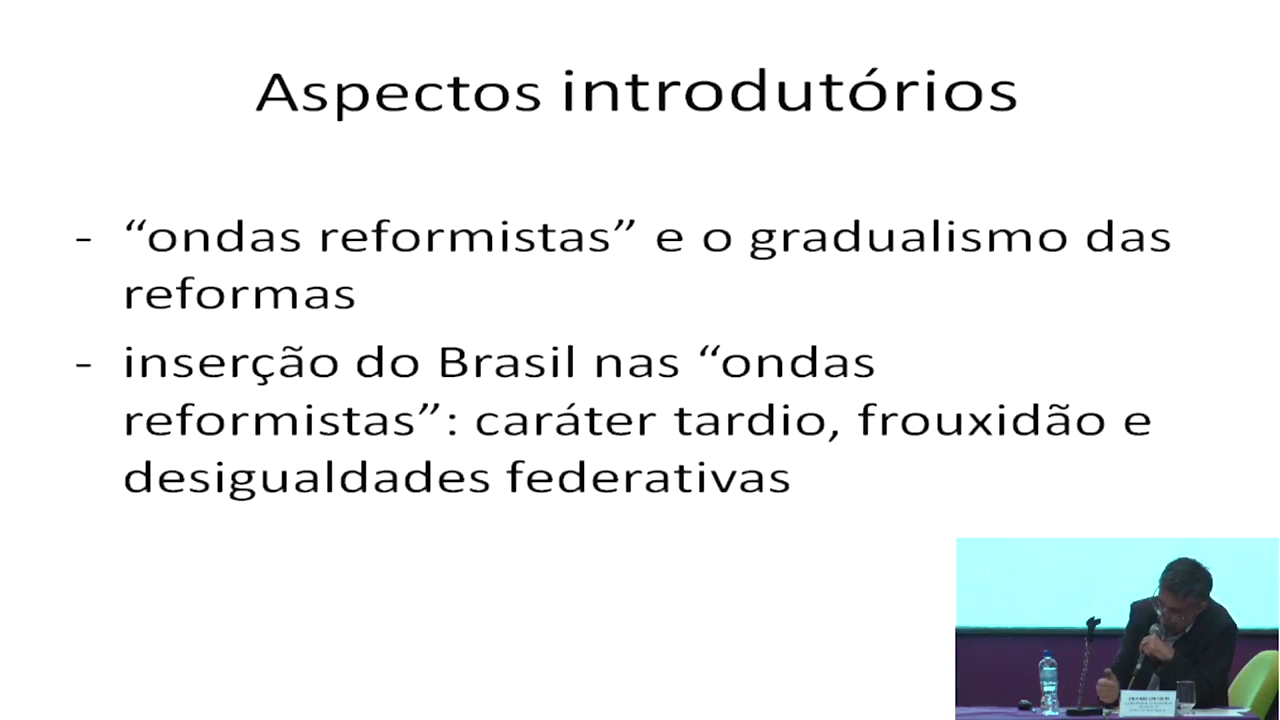 Aspectos introdutórios
- “ondas reformistas” e o gradualismo das
reformas
- inserção do Brasil nas “ondas
reformistas”: caráter tardio, frouxidão e
desigualdades federativas